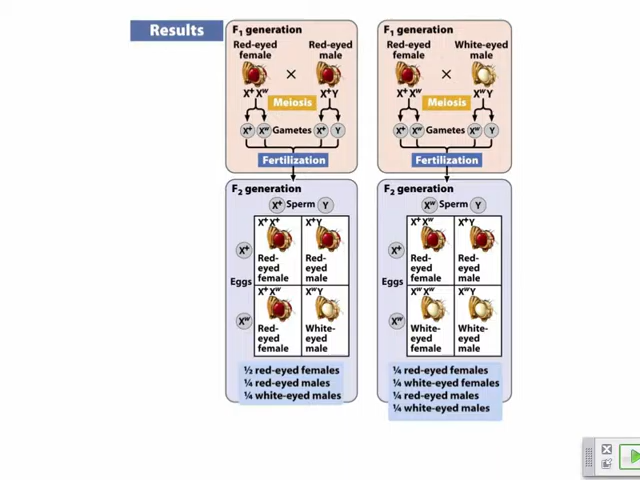 Results
F₁ generation
Red-eyed female
Red-eyed male
×
X⁺ Xʷ
X⁺ Y
Meiosis
X⁺ Xʷ Gametes X⁺ Y
Fertilization
F₂ generation
X⁺ Sperm Y
Eggs
X⁺
Xʷ
X⁺ X⁺
Red-
eyed
female
X⁺ Y
Red-
eyed
male
X⁺ Xʷ
Red-
eyed
female
Xʷ Y
White-
eyed
male
½ red-eyed females
¼ red-eyed males
¼ white-eyed males
F₁ generation
Red-eyed female
White-eyed male
×
X⁺ Xʷ
Xʷ Y
Meiosis
X⁺ Xʷ Gametes Xʷ Y
Fertilization
F₂ generation
Xʷ Sperm Y
Eggs
X⁺
Xʷ
X⁺ Xʷ
Red-
eyed
female
X⁺ Y
Red-
eyed
male
Xʷ Xʷ
White-
eyed
female
Xʷ Y
White-
eyed
male
¼ red-eyed females
¼ white-eyed females
¼ red-eyed males
¼ white-eyed males